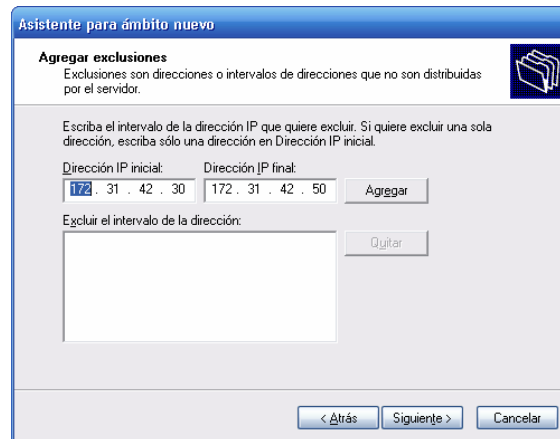 Asistente para ámbito nuevo
Agregar exclusiones
Exclusiones son direcciones o intervalos de direcciones que no son distribuidas
por el servidor.
Escriba el intervalo de la dirección IP que quiere excluir. Si quiere excluir una sola
dirección, escriba sólo una dirección en Dirección IP inicial.
Dirección IP inicial: Dirección IP final:
172 . 31 . 42 . 30 172 . 31 . 42 . 50 Agregar
Excluir el intervalo de la dirección:
Quitar
< Atrás Siguiente > Cancelar